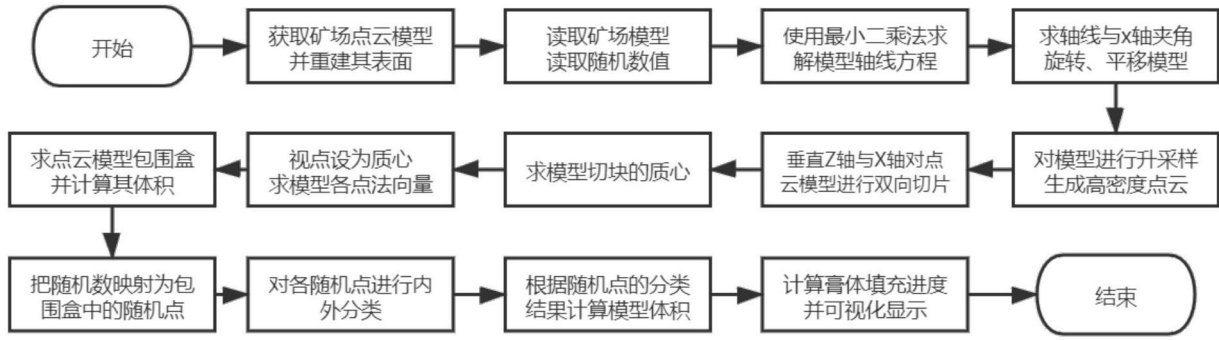 开始
获取矿场点云模型
并重建其表面
读取矿场模型
读取随机数值
使用最小二乘法求
解模型轴线方程
求轴线与x轴夹角
旋转、平移模型
对模型进行升采样
生成高密度点云
垂直Z轴与X轴对点
云模型进行双向切片
求模型切块的质心
视点设为质心
求模型各点法向量
求点云模型包围盒
并计算其体积
把随机数映射为包
围盒中的随机点
对各随机点进行内
外分类
根据随机点的分类
结果计算模型体积
计算膏体填充进度
并可视化显示
结束